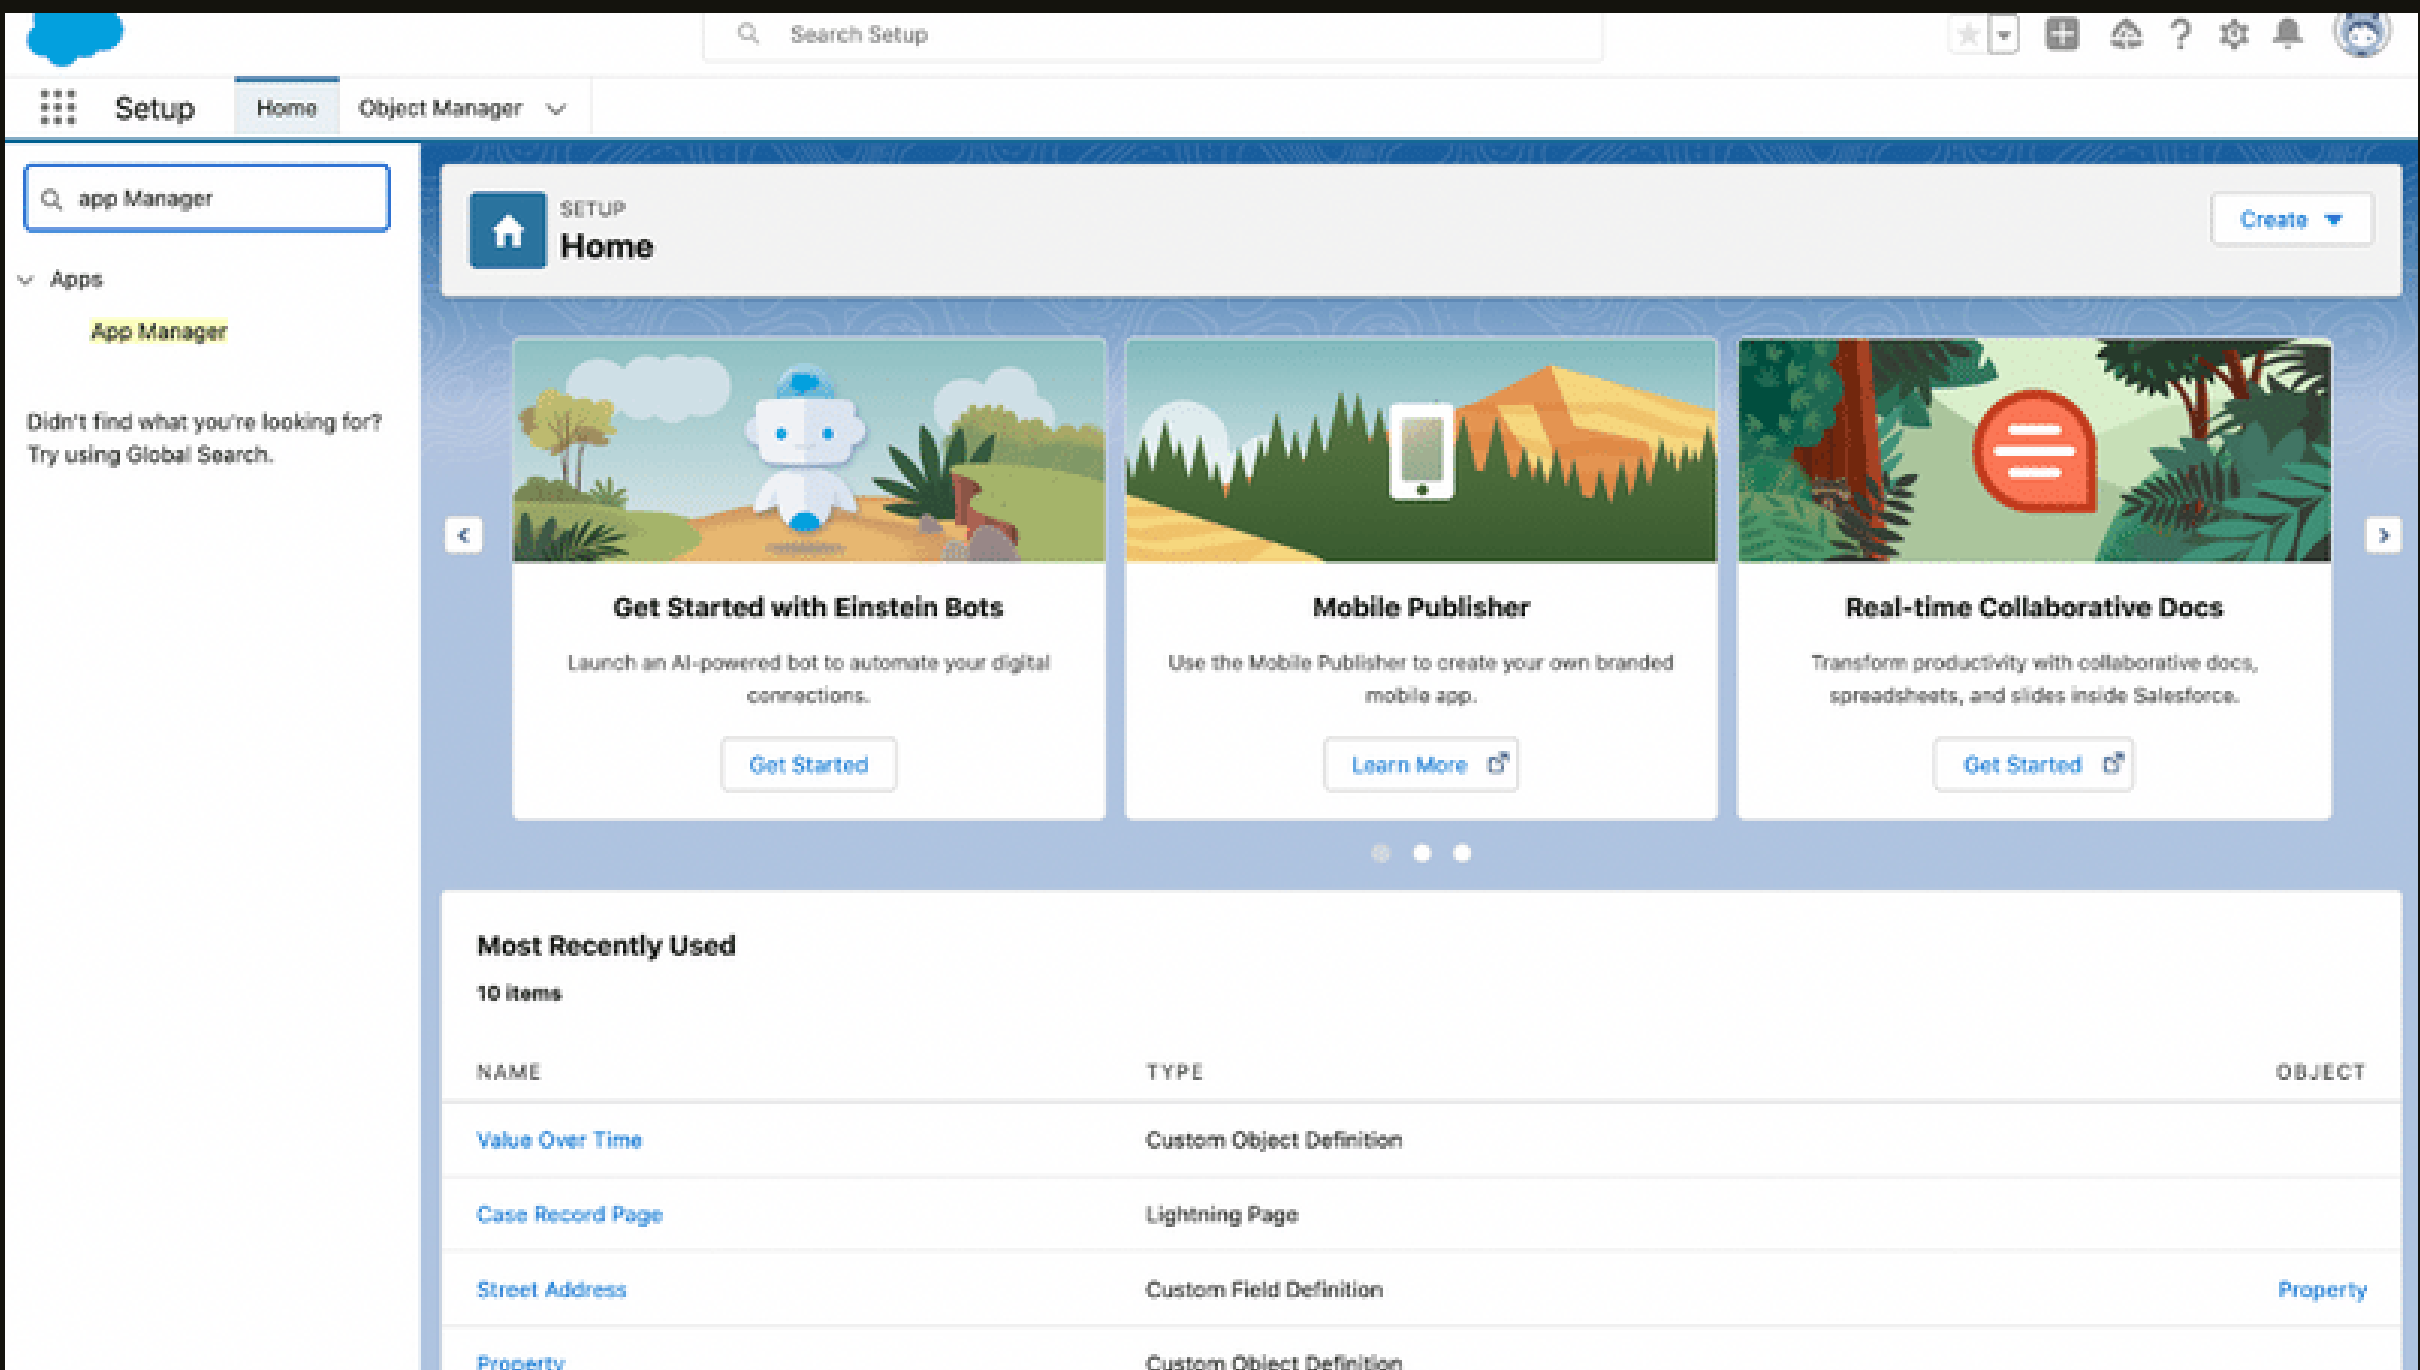 Search Setup
Setup
Home
Object Manager
app Manager
Apps
App Manager
Didn't find what you're looking for?
Try using Global Search.
SETUP
Home
Create
Get Started with Einstein Bots
Launch an AI-powered bot to automate your digital
connections.
Get Started
Mobile Publisher
Use the Mobile Publisher to create your own branded
mobile app.
Learn More
Real-time Collaborative Docs
Transform productivity with collaborative docs,
spreadsheets, and slides inside Salesforce.
Get Started
Most Recently Used
10 items
NAME TYPE OBJECT
Value Over Time Custom Object Definition
Case Record Page Lightning Page
Street Address Custom Field Definition Property
Property Custom Object Definition